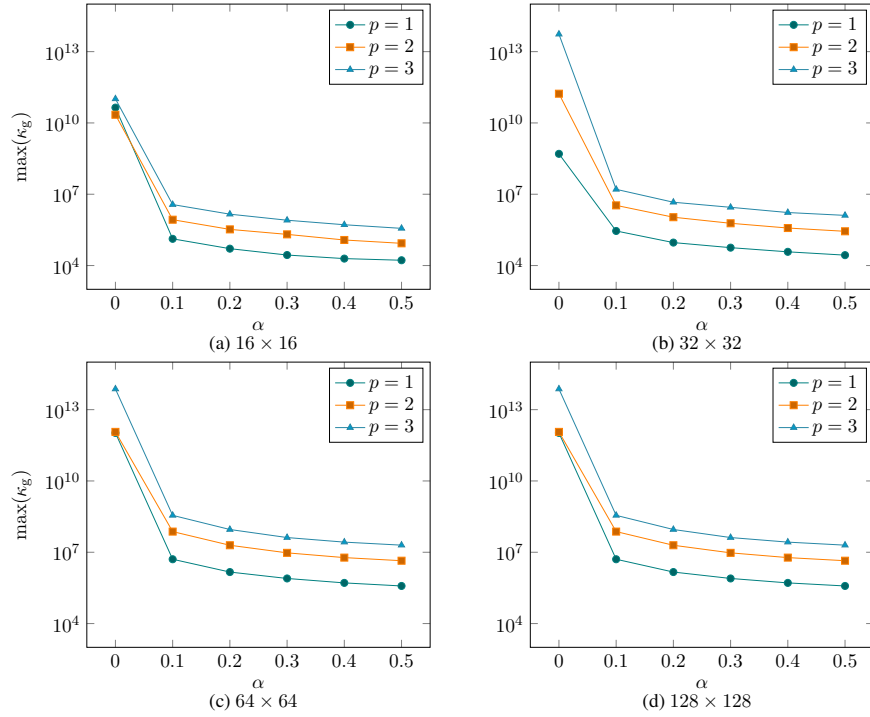 max(κg)
10^13
10^10
10^7
10^4
p = 1
p = 2
p = 3
0 0.1 0.2 0.3 0.4 0.5
α
(a) 16 × 16
10^13
10^10
10^7
10^4
p = 1
p = 2
p = 3
0 0.1 0.2 0.3 0.4 0.5
α
(b) 32 × 32
max(κg)
10^13
10^10
10^7
10^4
p = 1
p = 2
p = 3
0 0.1 0.2 0.3 0.4 0.5
α
(c) 64 × 64
10^13
10^10
10^7
10^4
p = 1
p = 2
p = 3
0 0.1 0.2 0.3 0.4 0.5
α
(d) 128 × 128